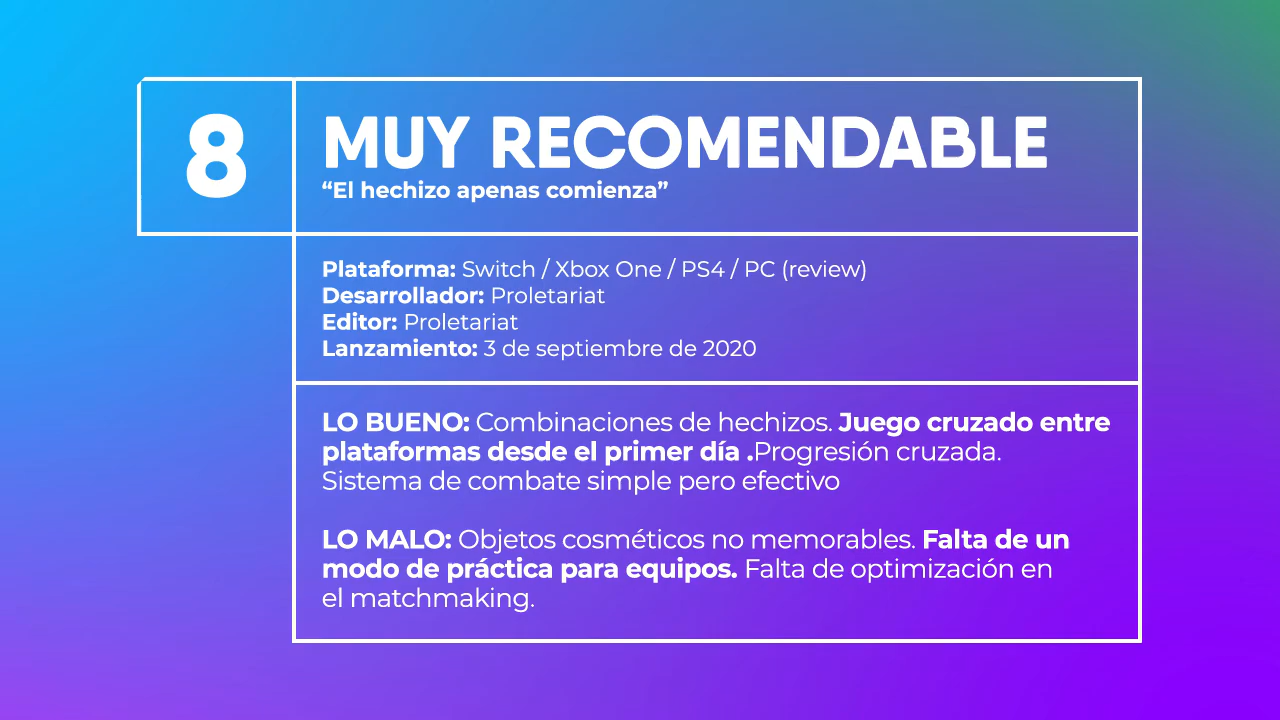 8
MUY RECOMENDABLE
“El hechizo apenas comienza”
Plataforma: Switch / Xbox One / PS4 / PC (review)
Desarrollador: Proletariat
Editor: Proletariat
Lanzamiento: 3 de septiembre de 2020
LO BUENO: Combinaciones de hechizos. Juego cruzado entre
plataformas desde el primer día .Progresión cruzada.
Sistema de combate simple pero efectivo
LO MALO: Objetos cosméticos no memorables. Falta de un
modo de práctica para equipos. Falta de optimización en
el matchmaking.